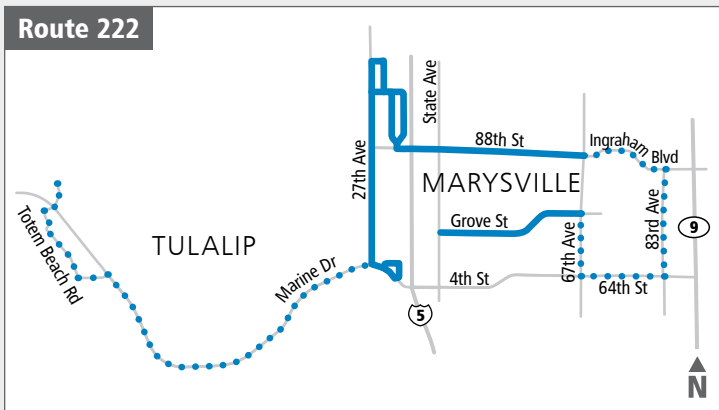 Route 222
State Ave
88th St
Ingraham
Blvd
27th Ave
MARYSVILLE
Grove St
83rd Ave
9
67th Ave
TULALIP
Totem Beach Rd
Marine Dr
4th St
64th St
5
N